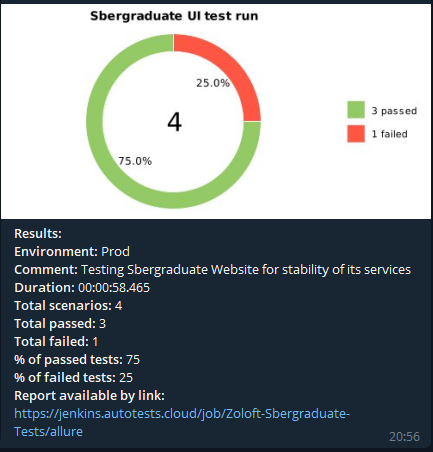 Sbergraduate UI test run
25.0%
4
75.0%
3 passed
1 failed
Results:
Environment: Prod
Comment: Testing Sbergraduate Website for stability of its services
Duration: 00:00:58.465
Total scenarios: 4
Total passed: 3
Total failed: 1
% of passed tests: 75
% of failed tests: 25
Report available by link:
https://jenkins.autotests.cloud/job/Zoloft-Sbergraduate-
Tests/allure
20:56